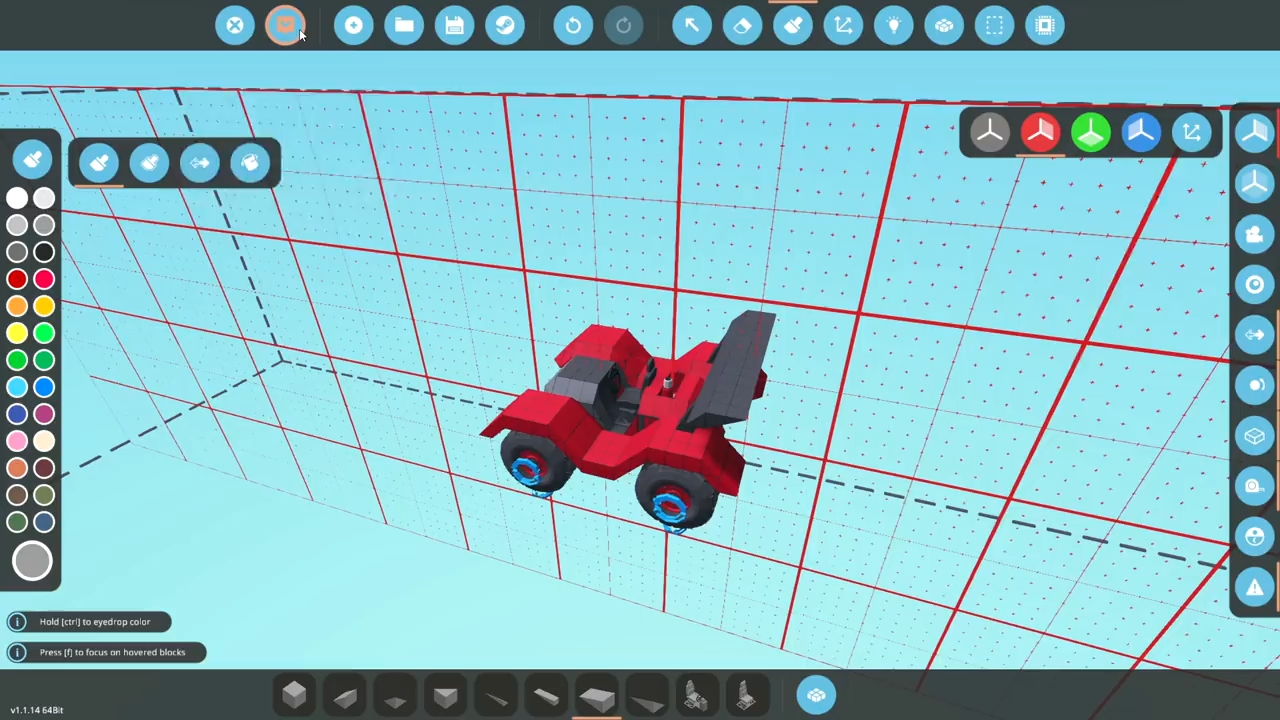 Hold [ctrl] to eyedrop color
Press [f] to focus on hovered blocks
v1.1.14 64Bit